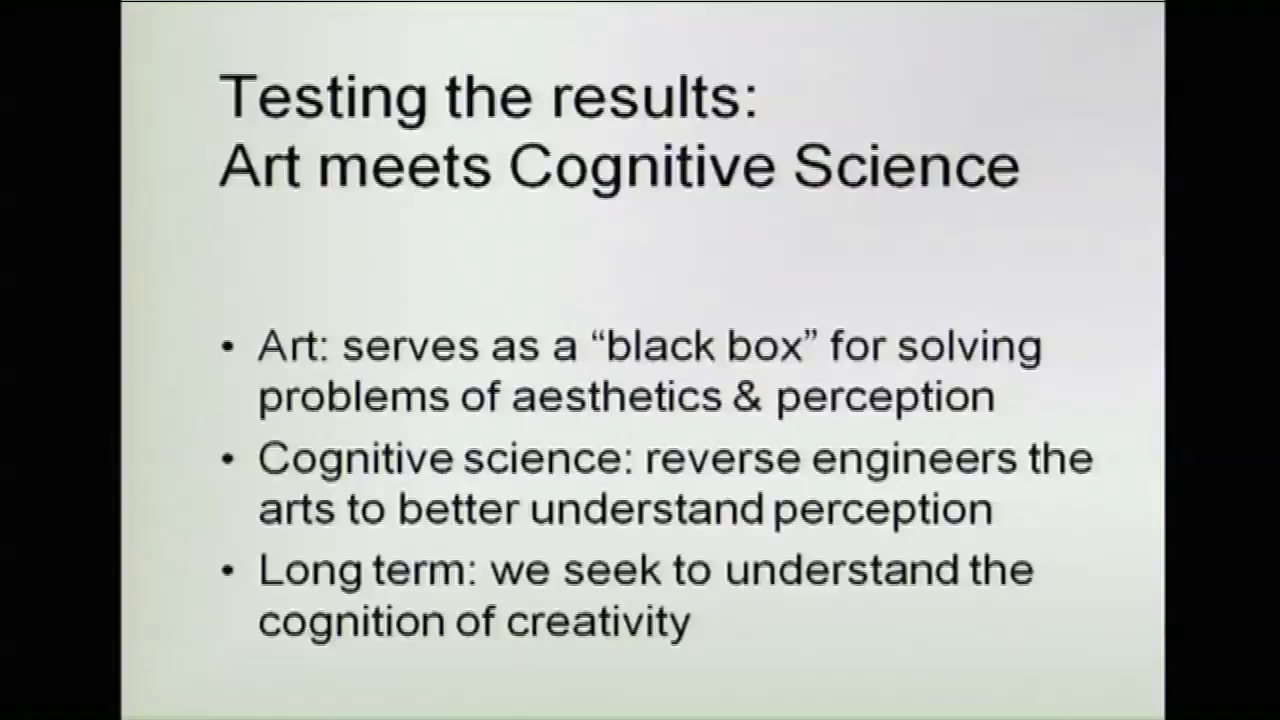 Testing the results:
Art meets Cognitive Science
• Art: serves as a “black box” for solving
problems of aesthetics & perception
• Cognitive science: reverse engineers the
arts to better understand perception
• Long term: we seek to understand the
cognition of creativity